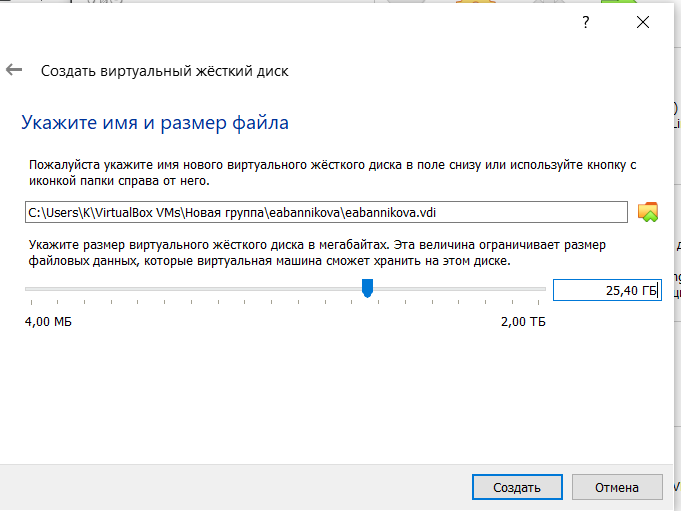 ?
Создать виртуальный жёсткий диск
Укажите имя и размер файла
Пожалуйста укажите имя нового виртуального жёсткого диска в поле снизу или используйте кнопку с
иконкой папки справа от него.
C:\Users\K\VirtualBox VMs\Новая группа\eabannikova\eabannikova.vdi
Укажите размер виртуального жёсткого диска в мегабайтах. Эта величина ограничивает размер
файловых данных, которые виртуальная машина сможет хранить на этом диске.
25,40 ГБ
4,00 МБ 2,00 ТБ
Создать Отмена